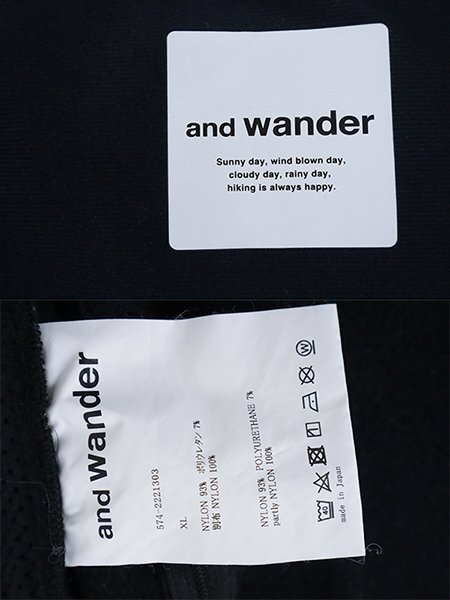 and wander
Sunny day, wind blown day,
cloudy day, rainy day,
hiking is always happy.
and wander
574-2221303
XL
NYLON 93% ポリウレタン 7%
別布 NYLON 100%
NYLON 93% POLYURETHANE 7%
partly NYLON 100%
40
W
made in Japan